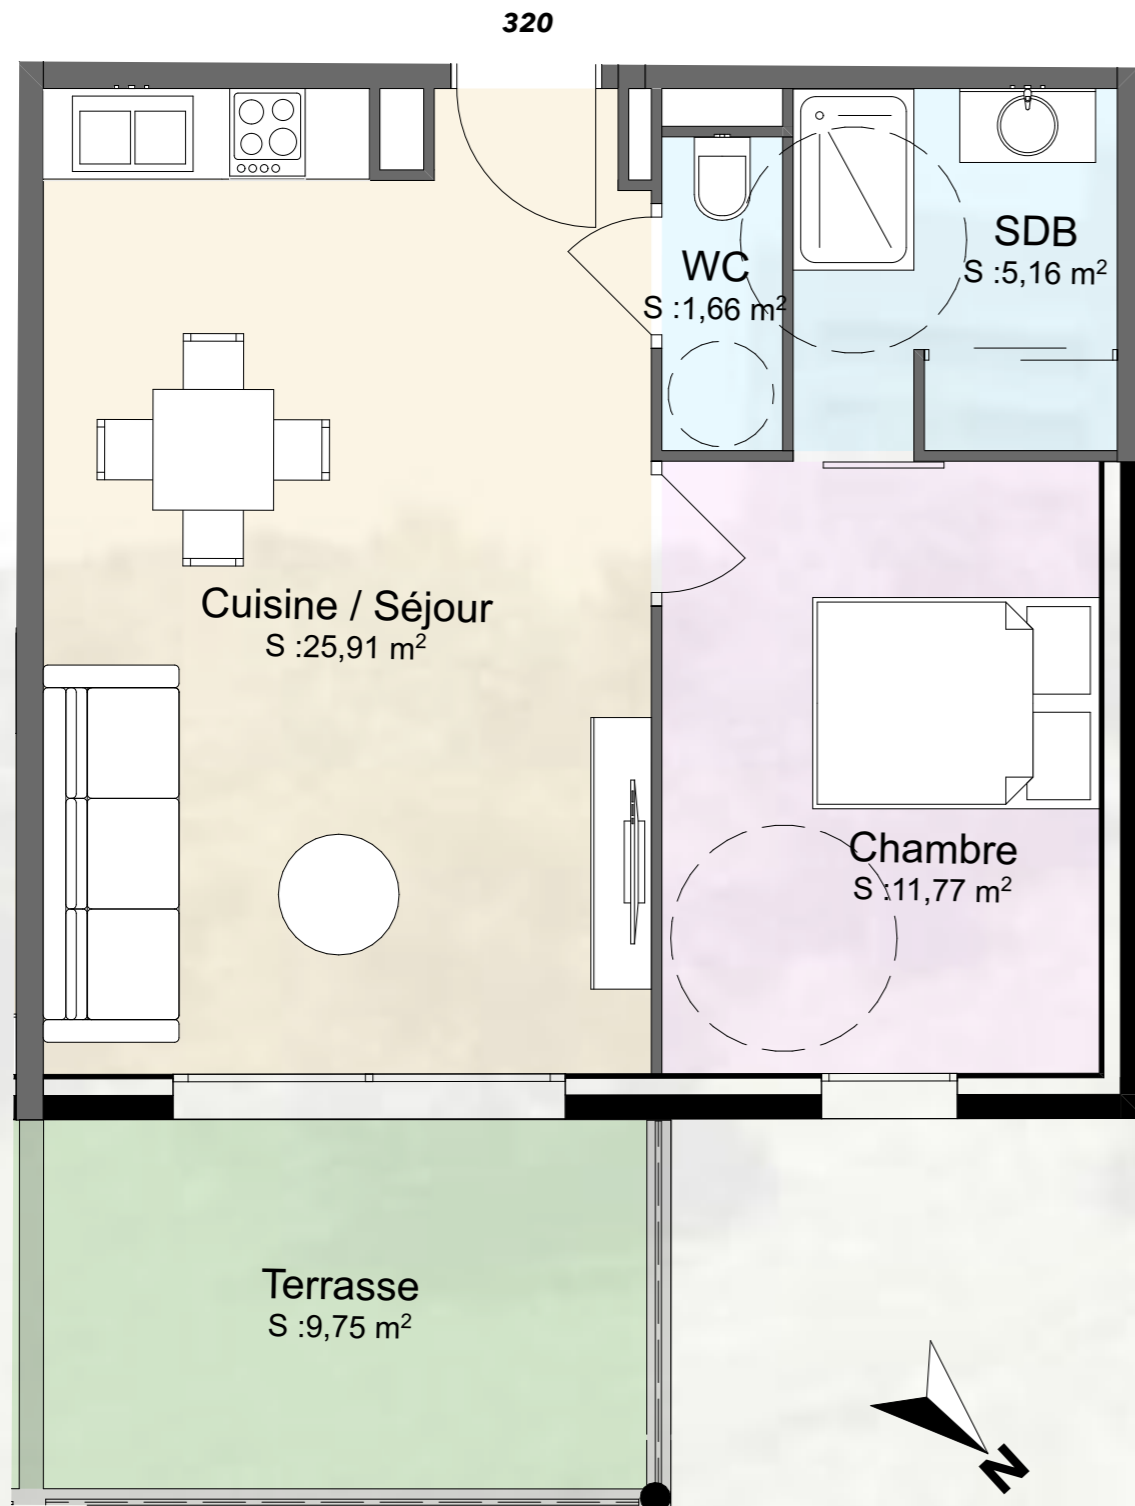 320
WC
S :1,66 m²
SDB
S :5,16 m²
Cuisine / Séjour
S :25,91 m²
Chambre
S :11,77 m²
Terrasse
S :9,75 m²
N